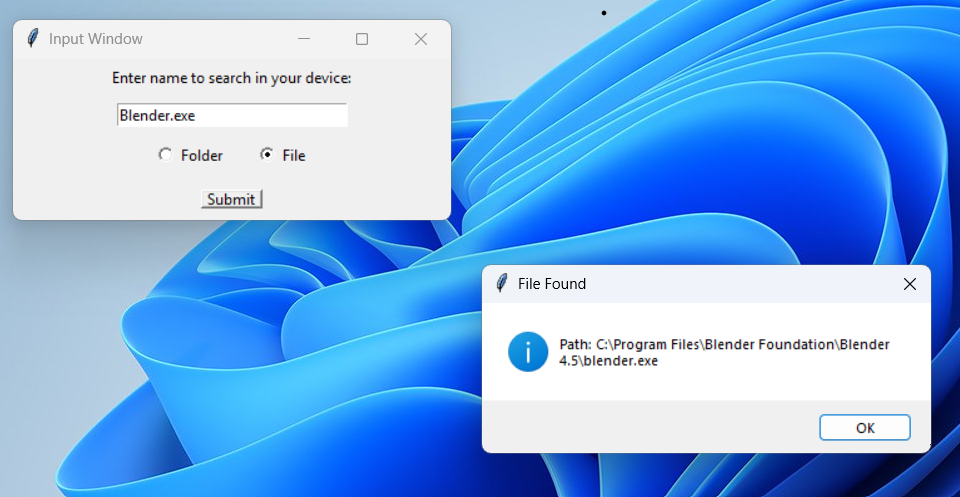 Input Window
Enter name to search in your device:
Blender.exe
Folder File
Submit
File Found
Path: C:\Program Files\Blender Foundation\Blender
4.5\blender.exe
OK